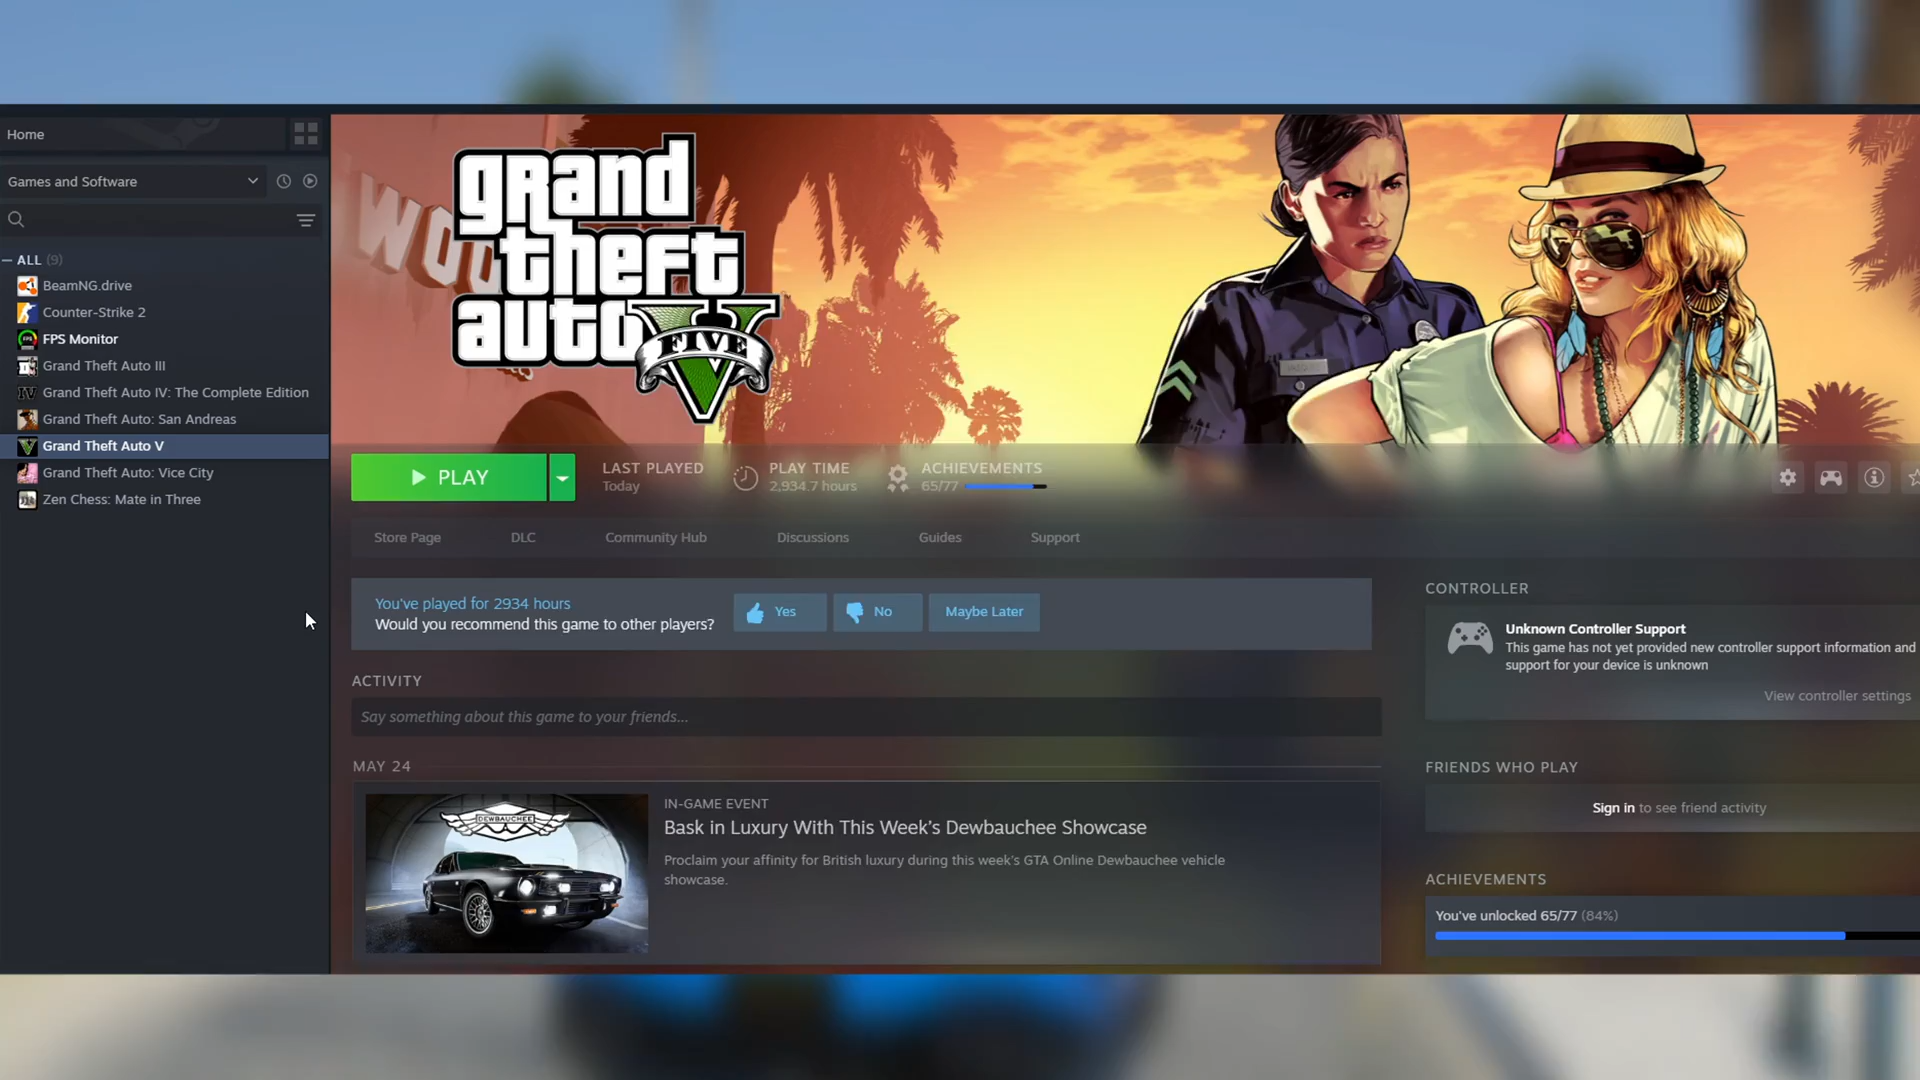 Home
Games and Software
ALL (9)
BeamNG.drive
Counter-Strike 2
FPS Monitor
Grand Theft Auto III
Grand Theft Auto IV: The Complete Edition
Grand Theft Auto: San Andreas
Grand Theft Auto V
Grand Theft Auto: Vice City
Zen Chess: Mate in Three
grand
theft
auto V
FIVE
PLAY
LAST PLAYED
Today
PLAY TIME
2,934.7 hours
ACHIEVEMENTS
65/77
Store Page
DLC
Community Hub
Discussions
Guides
Support
You've played for 2934 hours
Would you recommend this game to other players?
Yes
No
Maybe Later
ACTIVITY
Say something about this game to your friends...
MAY 24
DEWBAUCHEE
IN-GAME EVENT
Bask in Luxury With This Week's Dewbauchee Showcase
Proclaim your affinity for British luxury during this week's GTA Online Dewbauchee vehicle
showcase.
CONTROLLER
Unknown Controller Support
This game has not yet provided new controller support information and
support for your device is unknown
View controller settings
FRIENDS WHO PLAY
Sign in to see friend activity
ACHIEVEMENTS
You've unlocked 65/77 (84%)